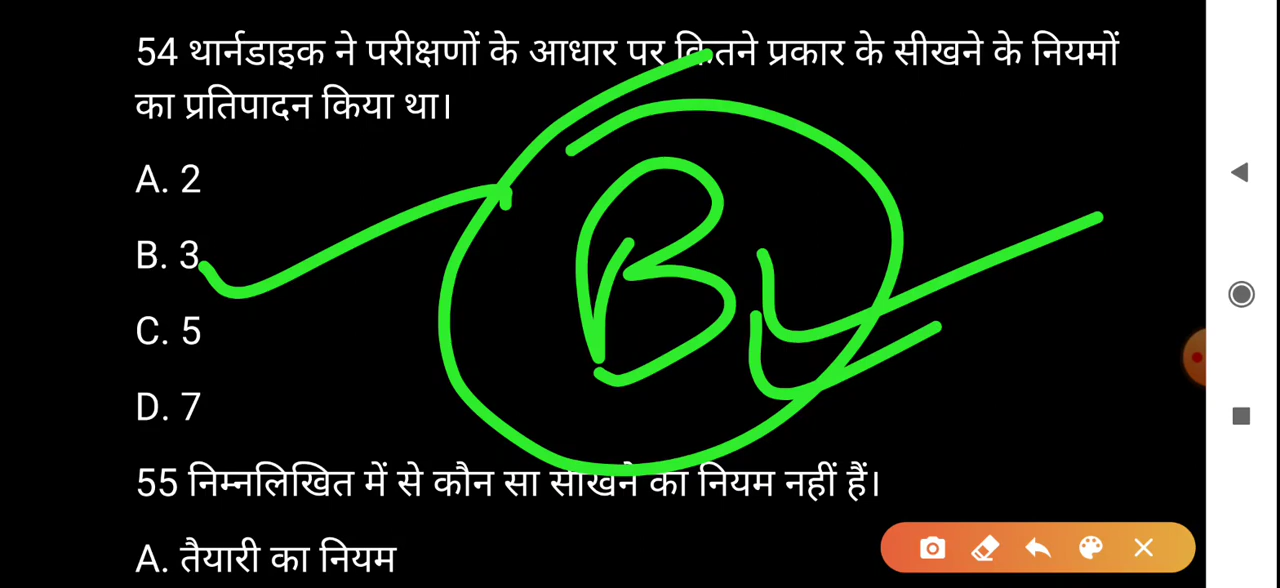 54 थार्नडाइक ने परीक्षणों के आधार पर कितने प्रकार के सीखने के नियमों
का प्रतिपादन किया था।
A. 2
B. 3
B
C. 5
D. 7
55 निम्नलिखित में से कौन सा सीखने का नियम नहीं हैं।
A. तैयारी का नियम